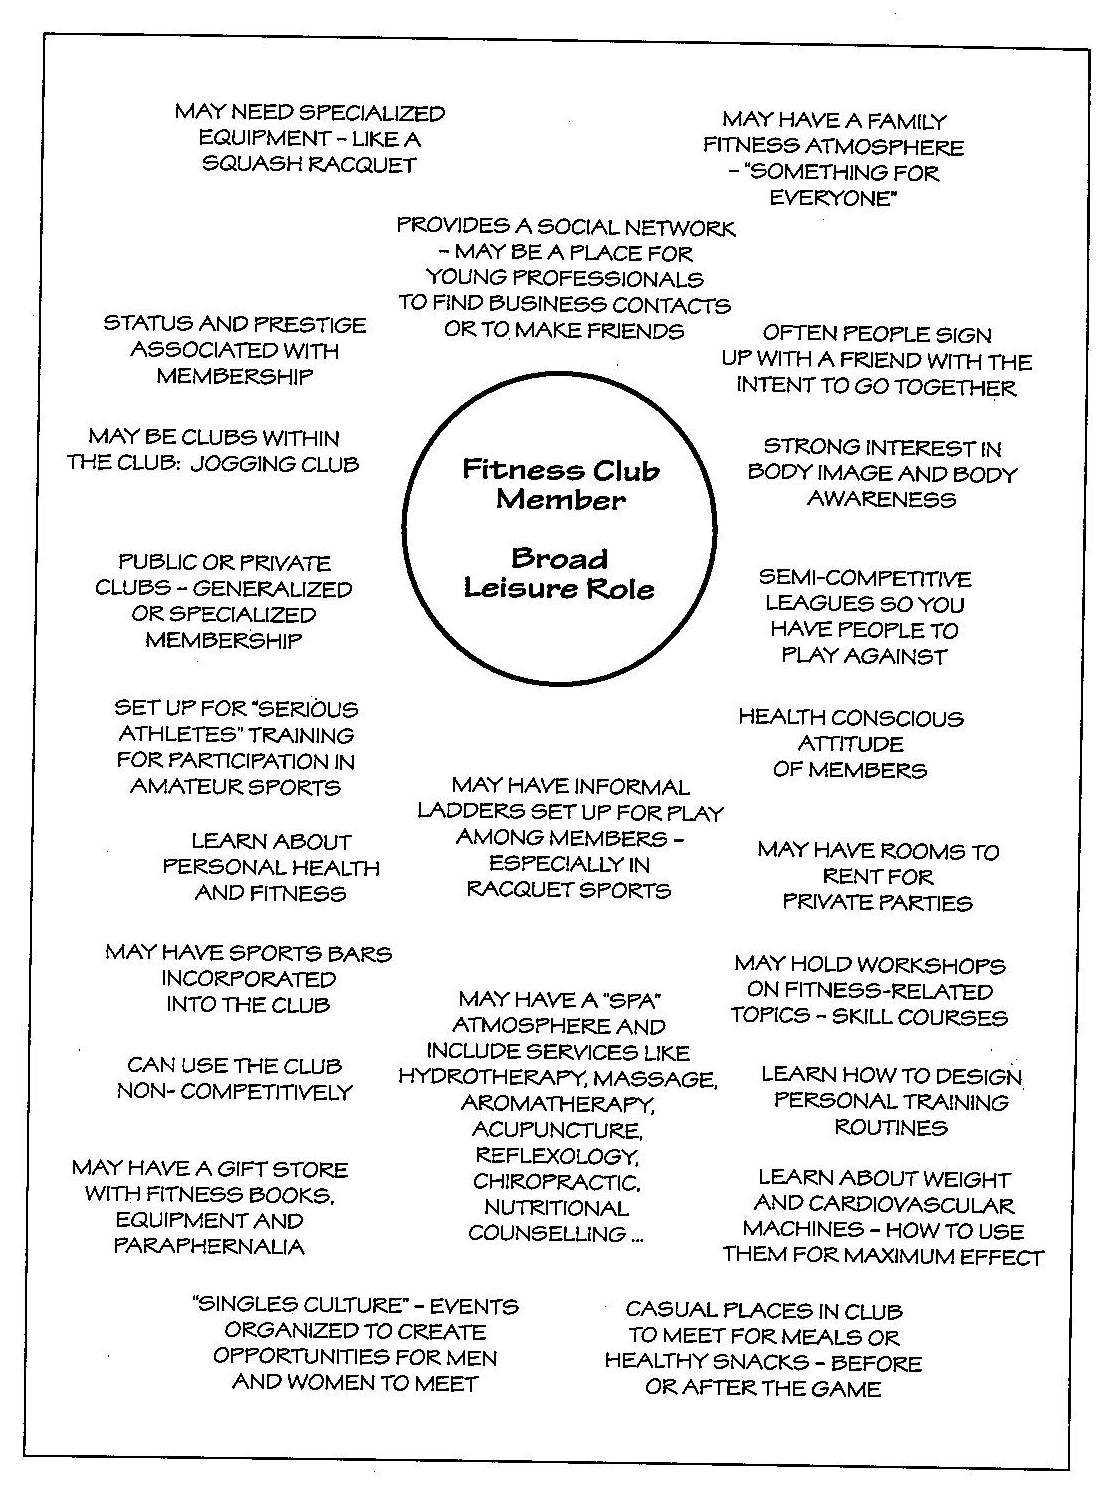 MAY NEED SPECIALIZED
EQUIPMENT - LIKE A
SQUASH RACQUET
MAY HAVE A FAMILY
FITNESS ATMOSPHERE
- "SOMETHING FOR
EVERYONE"
PROVIDES A SOCIAL NETWORK
- MAY BE A PLACE FOR
YOUNG PROFESSIONALS
TO FIND BUSINESS CONTACTS
OR TO MAKE FRIENDS
STATUS AND PRESTIGE
ASSOCIATED WITH
MEMBERSHIP
OFTEN PEOPLE SIGN
UP WITH A FRIEND WITH THE
INTENT TO GO TOGETHER
MAY BE CLUBS WITHIN
THE CLUB: JOGGING CLUB
Fitness Club
Member
Broad
Leisure Role
STRONG INTEREST IN
BODY IMAGE AND BODY
AWARENESS
PUBLIC OR PRIVATE
CLUBS - GENERALIZED
OR SPECIALIZED
MEMBERSHIP
SEMI-COMPETITIVE
LEAGUES SO YOU
HAVE PEOPLE TO
PLAY AGAINST
SET UP FOR "SERIOUS
ATHLETES" TRAINING
FOR PARTICIPATION IN
AMATEUR SPORTS
HEALTH CONSCIOUS
ATTITUDE
OF MEMBERS
MAY HAVE INFORMAL
LADDERS SET UP FOR PLAY
AMONG MEMBERS -
ESPECIALLY IN
RACQUET SPORTS
LEARN ABOUT
PERSONAL HEALTH
AND FITNESS
MAY HAVE ROOMS TO
RENT FOR
PRIVATE PARTIES
MAY HAVE SPORTS BARS
INCORPORATED
INTO THE CLUB
MAY HAVE A "SPA"
ATMOSPHERE AND
INCLUDE SERVICES LIKE
HYDROTHERAPY, MASSAGE,
AROMATHERAPY,
ACUPUNCTURE,
REFLEXOLOGY,
CHIROPRACTIC,
NUTRITIONAL
COUNSELLING ...
MAY HOLD WORKSHOPS
ON FITNESS-RELATED
TOPICS - SKILL COURSES
CAN USE THE CLUB
NON- COMPETITIVELY
LEARN HOW TO DESIGN
PERSONAL TRAINING
ROUTINES
MAY HAVE A GIFT STORE
WITH FITNESS BOOKS,
EQUIPMENT AND
PARAPHERNALIA
LEARN ABOUT WEIGHT
AND CARDIOVASCULAR
MACHINES - HOW TO USE
THEM FOR MAXIMUM EFFECT
"SINGLES CULTURE" - EVENTS
ORGANIZED TO CREATE
OPPORTUNITIES FOR MEN
AND WOMEN TO MEET
CASUAL PLACES IN CLUB
TO MEET FOR MEALS OR
HEALTHY SNACKS - BEFORE
OR AFTER THE GAME